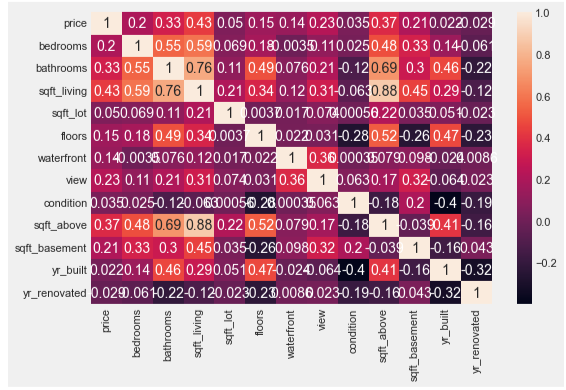 price 1 0.2 0.33 0.43 0.05 0.15 0.14 0.23 0.035 0.37 0.21 0.022 -0.029
bedrooms 0.2 1 0.55 0.59 0.069 0.18 -0.0035 0.11 0.025 0.48 0.33 0.14 -0.061
bathrooms 0.33 0.55 1 0.76 0.11 0.49 0.076 0.21 -0.12 0.69 0.3 0.46 -0.22
sqft_living 0.43 0.59 0.76 1 0.21 0.34 0.12 0.31 -0.063 0.88 0.45 0.29 -0.12
sqft_lot 0.05 0.069 0.11 0.21 1 0.0037 0.017 0.074 0.22 0.035 0.051 -0.023
floors 0.15 0.18 0.49 0.34 0.0037 1 0.022 0.031 -0.28 0.52 -0.26 0.47 -0.23
waterfront 0.14 -0.0035 0.076 0.12 0.017 0.022 1 0.36 0.00035 0.079 0.098 -0.024 0.0086
view 0.23 0.11 0.21 0.31 0.074 0.031 0.36 1 0.063 0.17 0.32 -0.064 0.023
condition 0.035 0.025 -0.12 -0.063 -0.28 0.00035 0.063 1 -0.18 0.2 -0.4 -0.19
sqft_above 0.37 0.48 0.69 0.88 0.22 0.52 0.079 0.17 -0.18 1 -0.039 0.41 -0.16
sqft_basement 0.21 0.33 0.3 0.45 0.035 -0.26 0.098 0.32 0.2 -0.039 1 -0.16 0.043
yr_built 0.022 0.14 0.46 0.29 0.051 0.47 -0.024 -0.064 -0.4 0.41 -0.16 1 -0.32
yr_renovated -0.029 -0.061 -0.22 -0.12 -0.023 -0.23 0.0086 0.023 -0.19 -0.16 0.043 -0.32 1
price
bedrooms
bathrooms
sqft_living
sqft_lot
floors
waterfront
view
condition
sqft_above
sqft_basement
yr_built
yr_renovated
1.0
0.8
0.6
0.4
0.2
0.0
−0.2